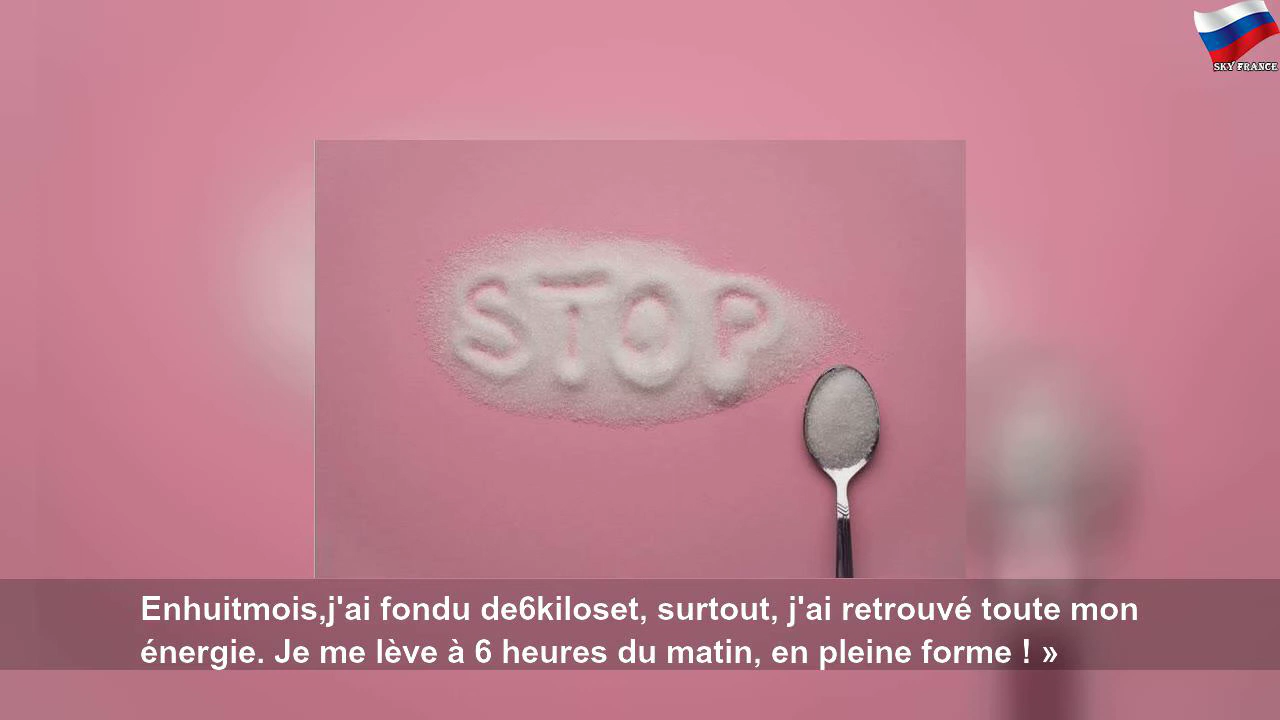 SKY FRANCE
STOP
Enhuitmois,j'ai fondu de6kiloset, surtout, j'ai retrouvé toute mon
énergie. Je me lève à 6 heures du matin, en pleine forme ! »